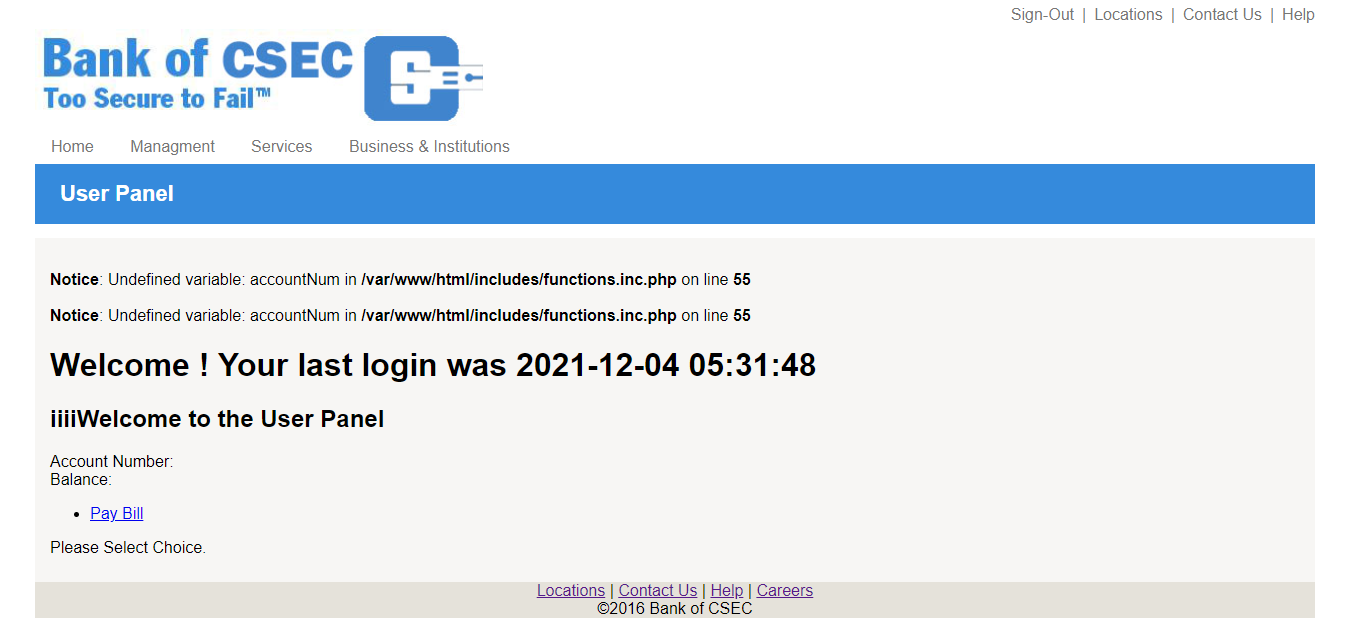 Sign-Out | Locations | Contact Us | Help
Bank of CSEC
Too Secure to Fail™
Home Managment Services Business & Institutions
User Panel
Notice: Undefined variable: accountNum in /var/www/html/includes/functions.inc.php on line 55
Notice: Undefined variable: accountNum in /var/www/html/includes/functions.inc.php on line 55
Welcome ! Your last login was 2021-12-04 05:31:48
iiiiWelcome to the User Panel
Account Number:
Balance:
• Pay Bill
Please Select Choice.
Locations | Contact Us | Help | Careers
©2016 Bank of CSEC